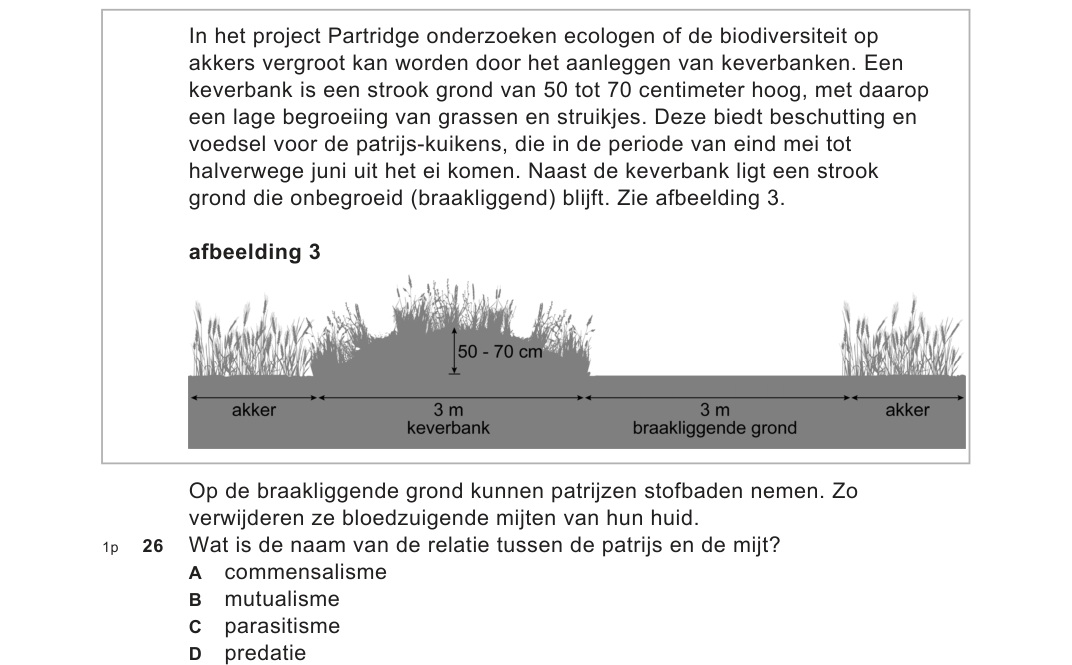 In het project Partridge onderzoeken ecologen of de biodiversiteit op
akkers vergroot kan worden door het aanleggen van keverbanken. Een
keverbank is een strook grond van 50 tot 70 centimeter hoog, met daarop
een lage begroeiing van grassen en struikjes. Deze biedt beschutting en
voedsel voor de patrijs-kuikens, die in de periode van eind mei tot
halverwege juni uit het ei komen. Naast de keverbank ligt een strook
grond die onbegroeid (braakliggend) blijft. Zie afbeelding 3.
afbeelding 3
50 - 70 cm
akker 3 m 3 m akker
keverbank braakliggende grond
Op de braakliggende grond kunnen patrijzen stofbaden nemen. Zo
verwijderen ze bloedzuigende mijten van hun huid.
1p 26 Wat is de naam van de relatie tussen de patrijs en de mijt?
A commensalisme
B mutualisme
C parasitisme
D predatie